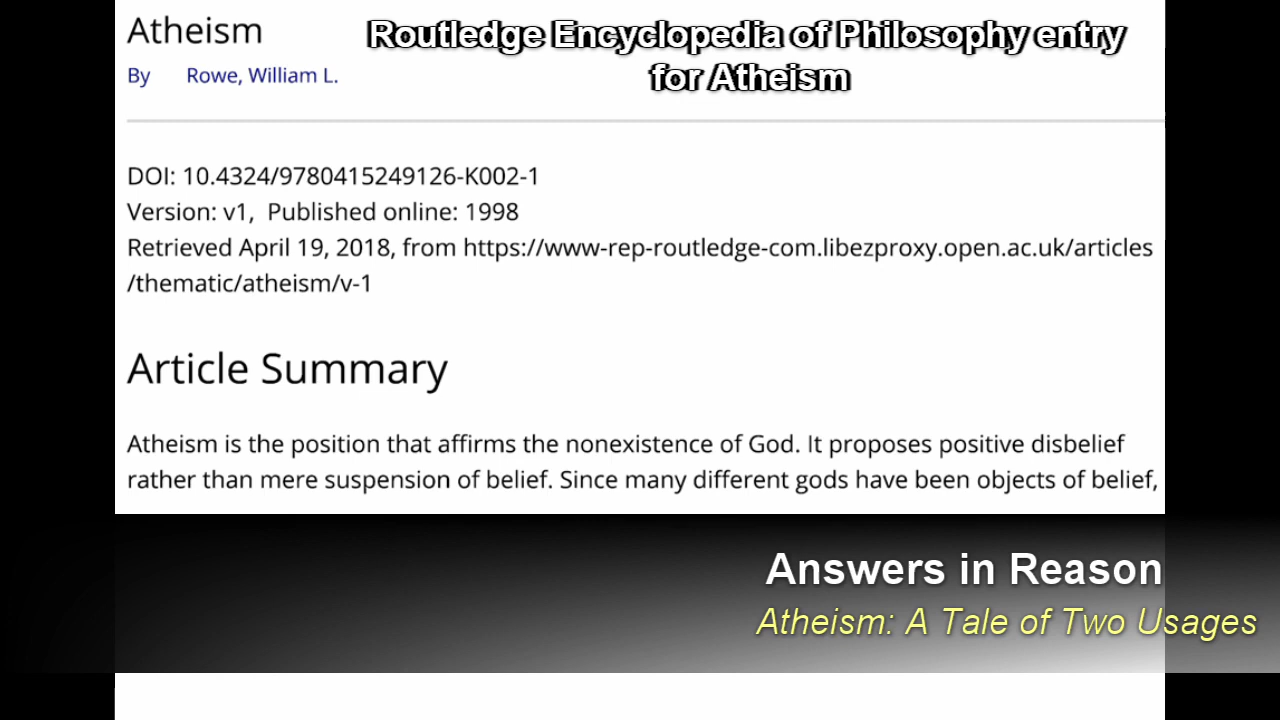 Atheism
Routledge Encyclopedia of Philosophy entry
for Atheism
By Rowe, William L.
DOI: 10.4324/9780415249126-K002-1
Version: v1, Published online: 1998
Retrieved April 19, 2018, from https://www-rep-routledge-com.libezproxy.open.ac.uk/articles
/thematic/atheism/v-1
Article Summary
Atheism is the position that affirms the nonexistence of God. It proposes positive disbelief
rather than mere suspension of belief. Since many different gods have been objects of belief,
Answers in Reason
Atheism: A Tale of Two Usages